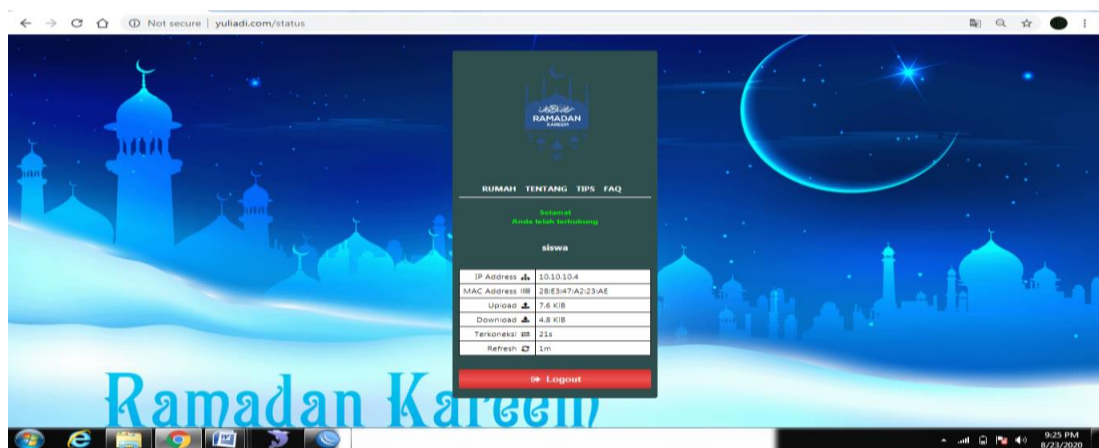 Not secure | yuliadi.com/status
RAMADAN
KAREEM
RUMAH TENTANG TIPS FAQ
Selamat
Anda telah terhubung
siswa
IP Address 10.10.10.4
MAC Address 28:E3:47:A2:23:AE
Upload 7.6 KiB
Download 4.8 KiB
Terkoneksi 21s
Refresh 1m
Logout
Ramadan Kareem
9:25 PM
8/23/2020